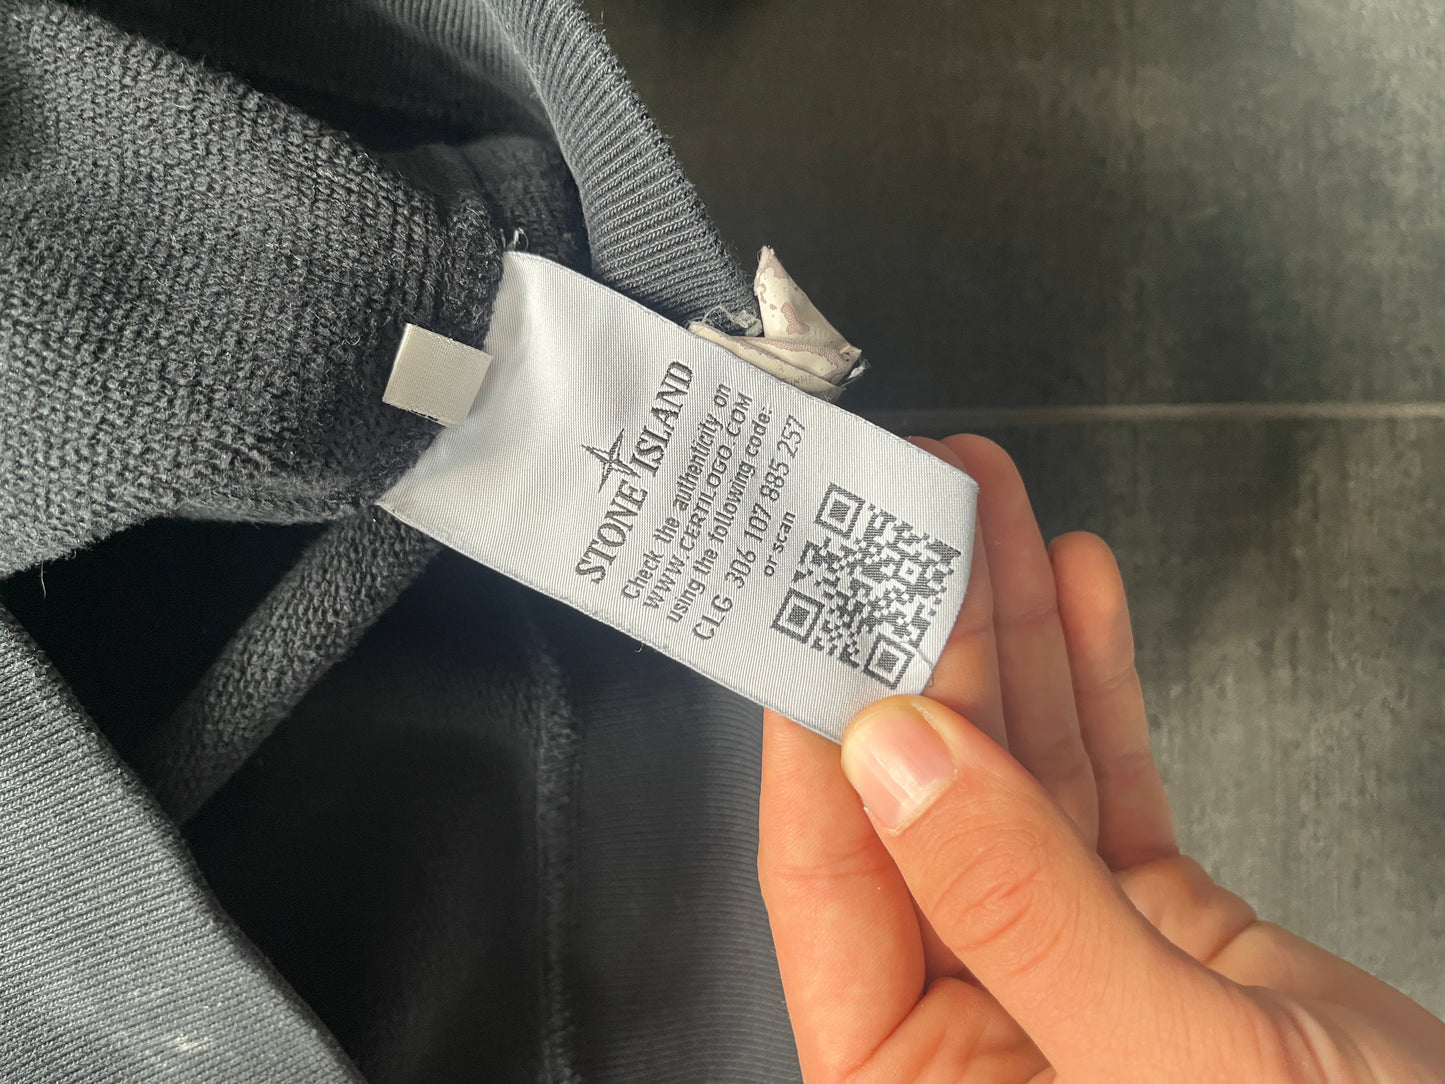 STONE ISLAND
Check the authenticity on
WWW.CERTILOGO.COM
using the following code:
CLG 306 107 885 257
or scan